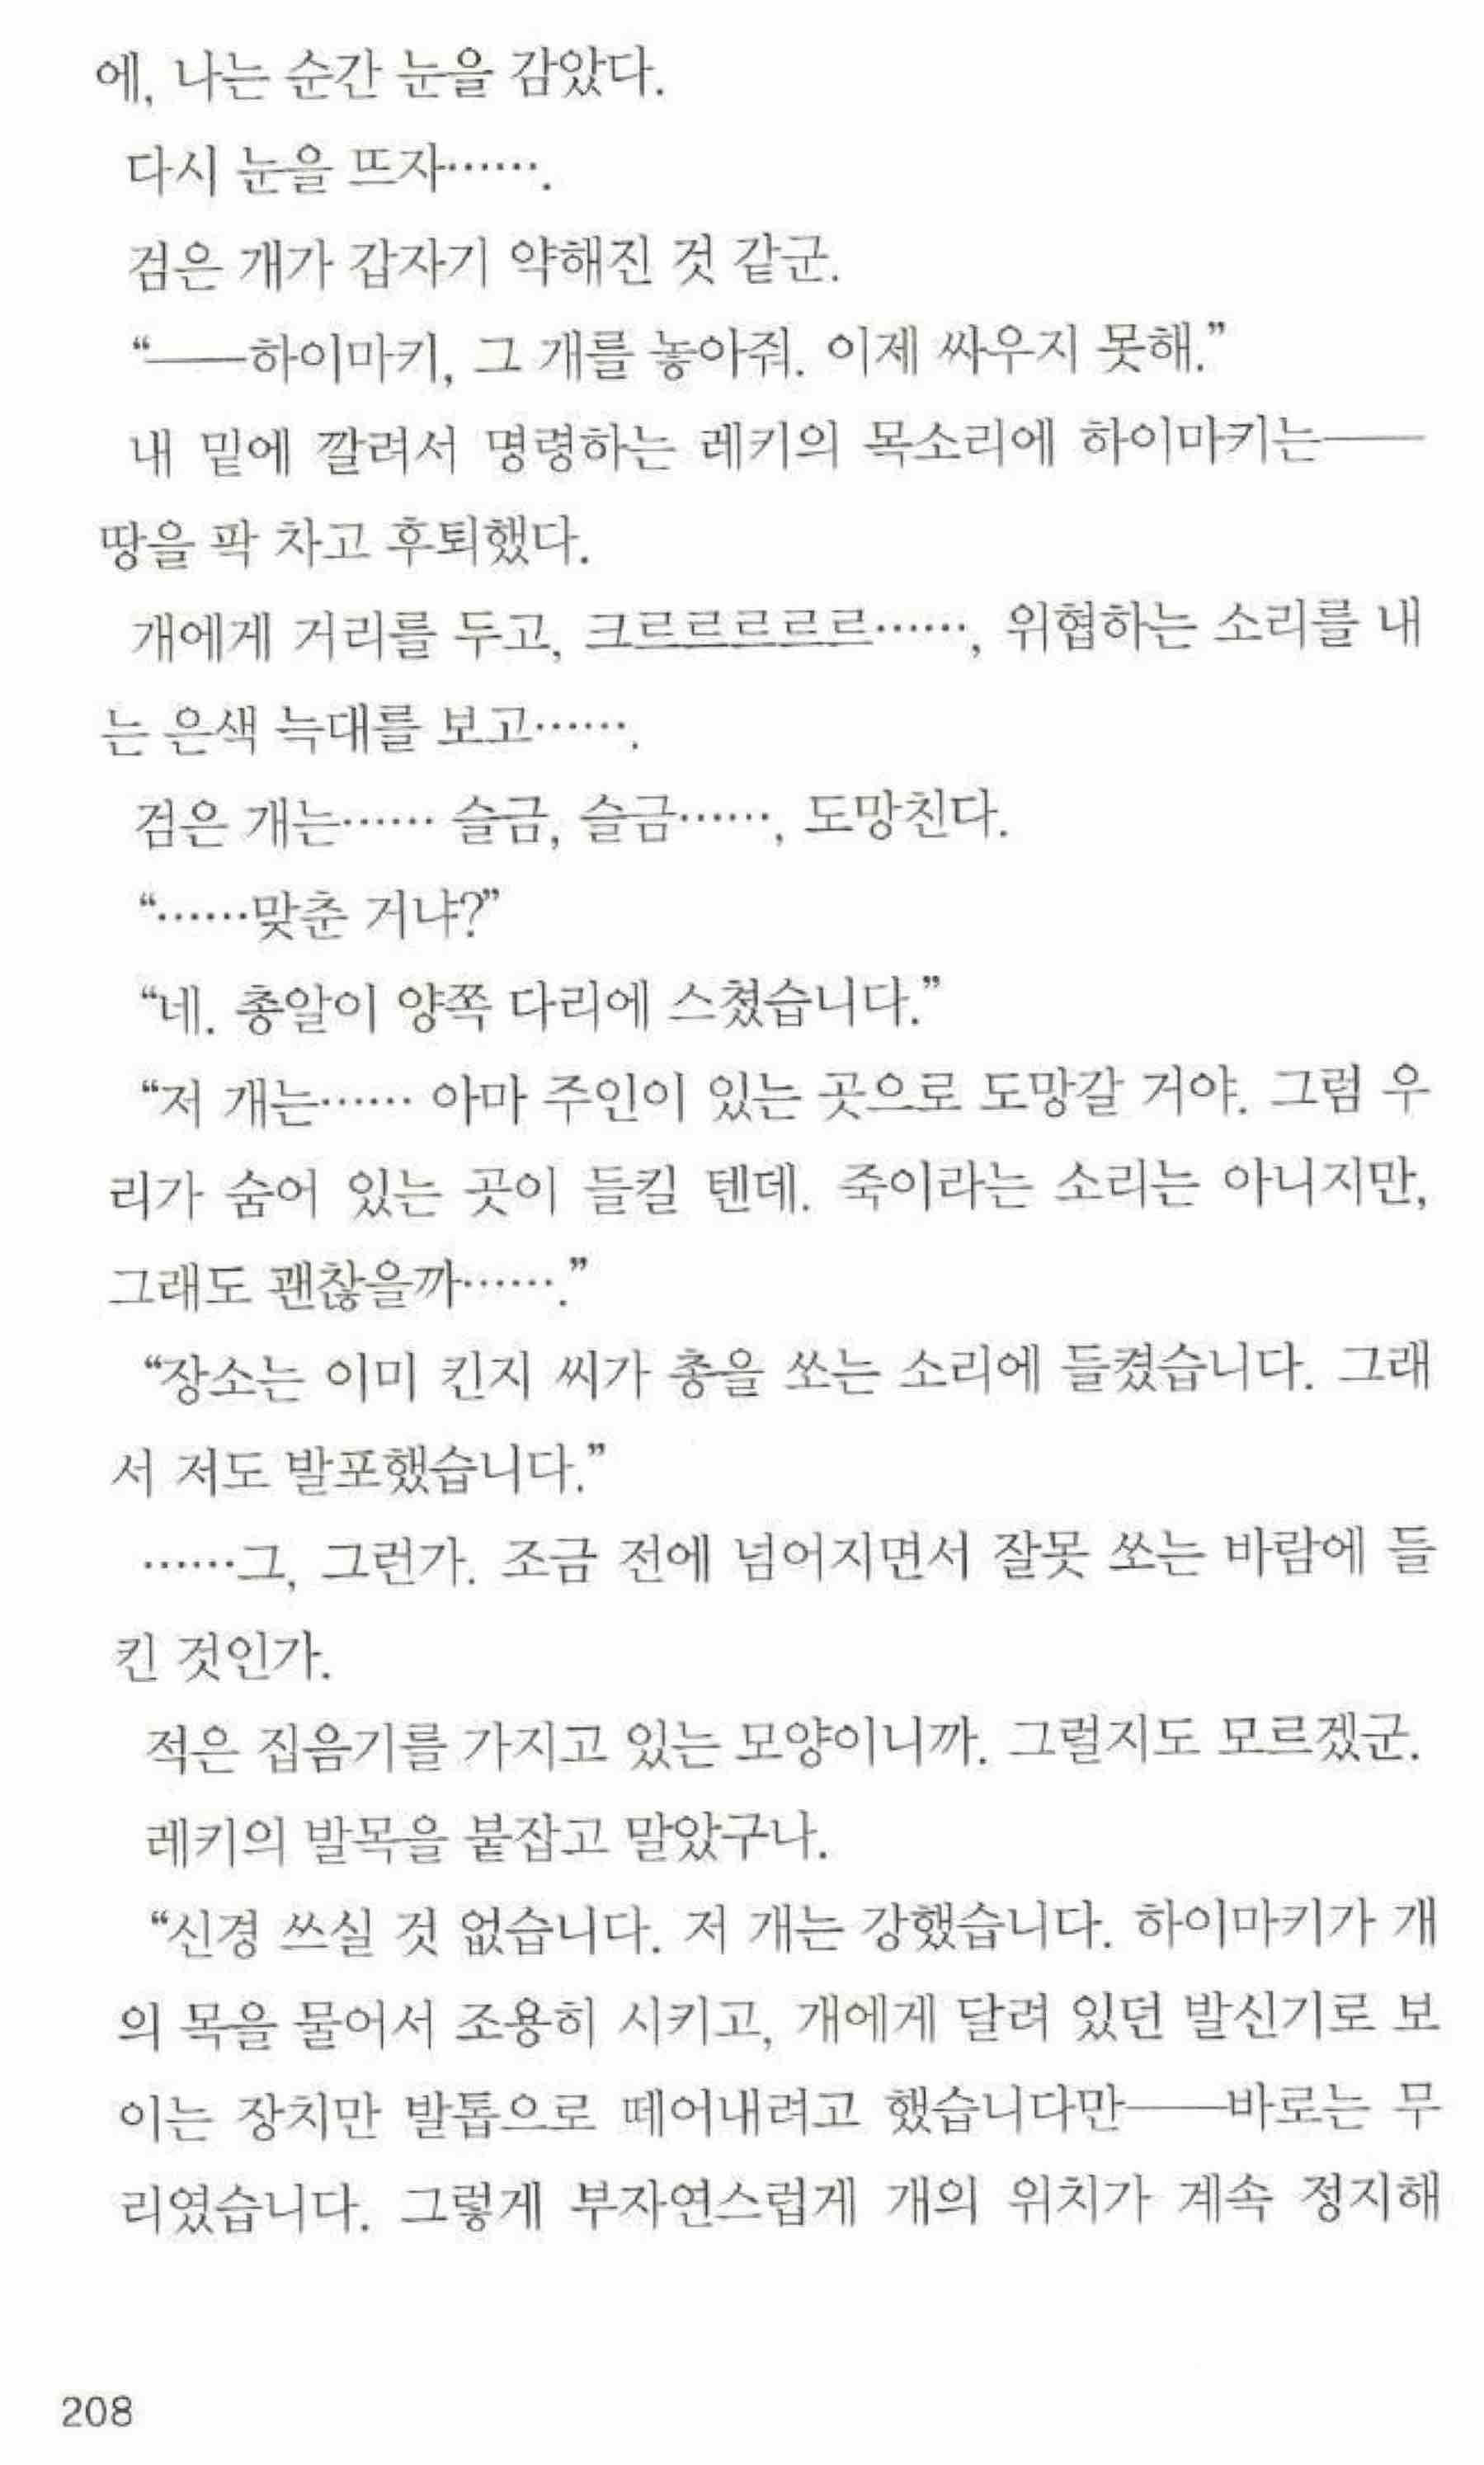 에, 나는 순간 눈을 감았다.
다시 눈을 뜨자…….
검은 개가 갑자기 약해진 것 같군.
“──하이마키, 그 개를 놓아줘. 이제 싸우지 못해.”
내 밑에 깔려서 명령하는 레키의 목소리에 하이마키는──
땅을 팍 차고 후퇴했다.
개에게 거리를 두고, 크르르르르르……, 위협하는 소리를 내
는 은색 늑대를 보고…….
검은 개는…… 슬금, 슬금……, 도망친다.
“……맞춘 거냐?”
“네. 총알이 양쪽 다리에 스쳤습니다.”
“저 개는…… 아마 주인이 있는 곳으로 도망갈 거야. 그럼 우
리가 숨어 있는 곳이 들킬 텐데. 죽이라는 소리는 아니지만,
그래도 괜찮을까…….”
“장소는 이미 킨지 씨가 총을 쏘는 소리에 들켰습니다. 그래
서 저도 발포했습니다.”
……그, 그런가. 조금 전에 넘어지면서 잘못 쏘는 바람에 들
킨 것인가.
적은 집음기를 가지고 있는 모양이니까. 그럴지도 모르겠군.
레키의 발목을 붙잡고 말았구나.
“신경 쓰실 것 없습니다. 저 개는 강했습니다. 하이마키가 개
의 목을 물어서 조용히 시키고, 개에게 달려 있던 발신기로 보
이는 장치만 발톱으로 떼어내려고 했습니다만──바로는 무
리였습니다. 그렇게 부자연스럽게 개의 위치가 계속 정지해
208